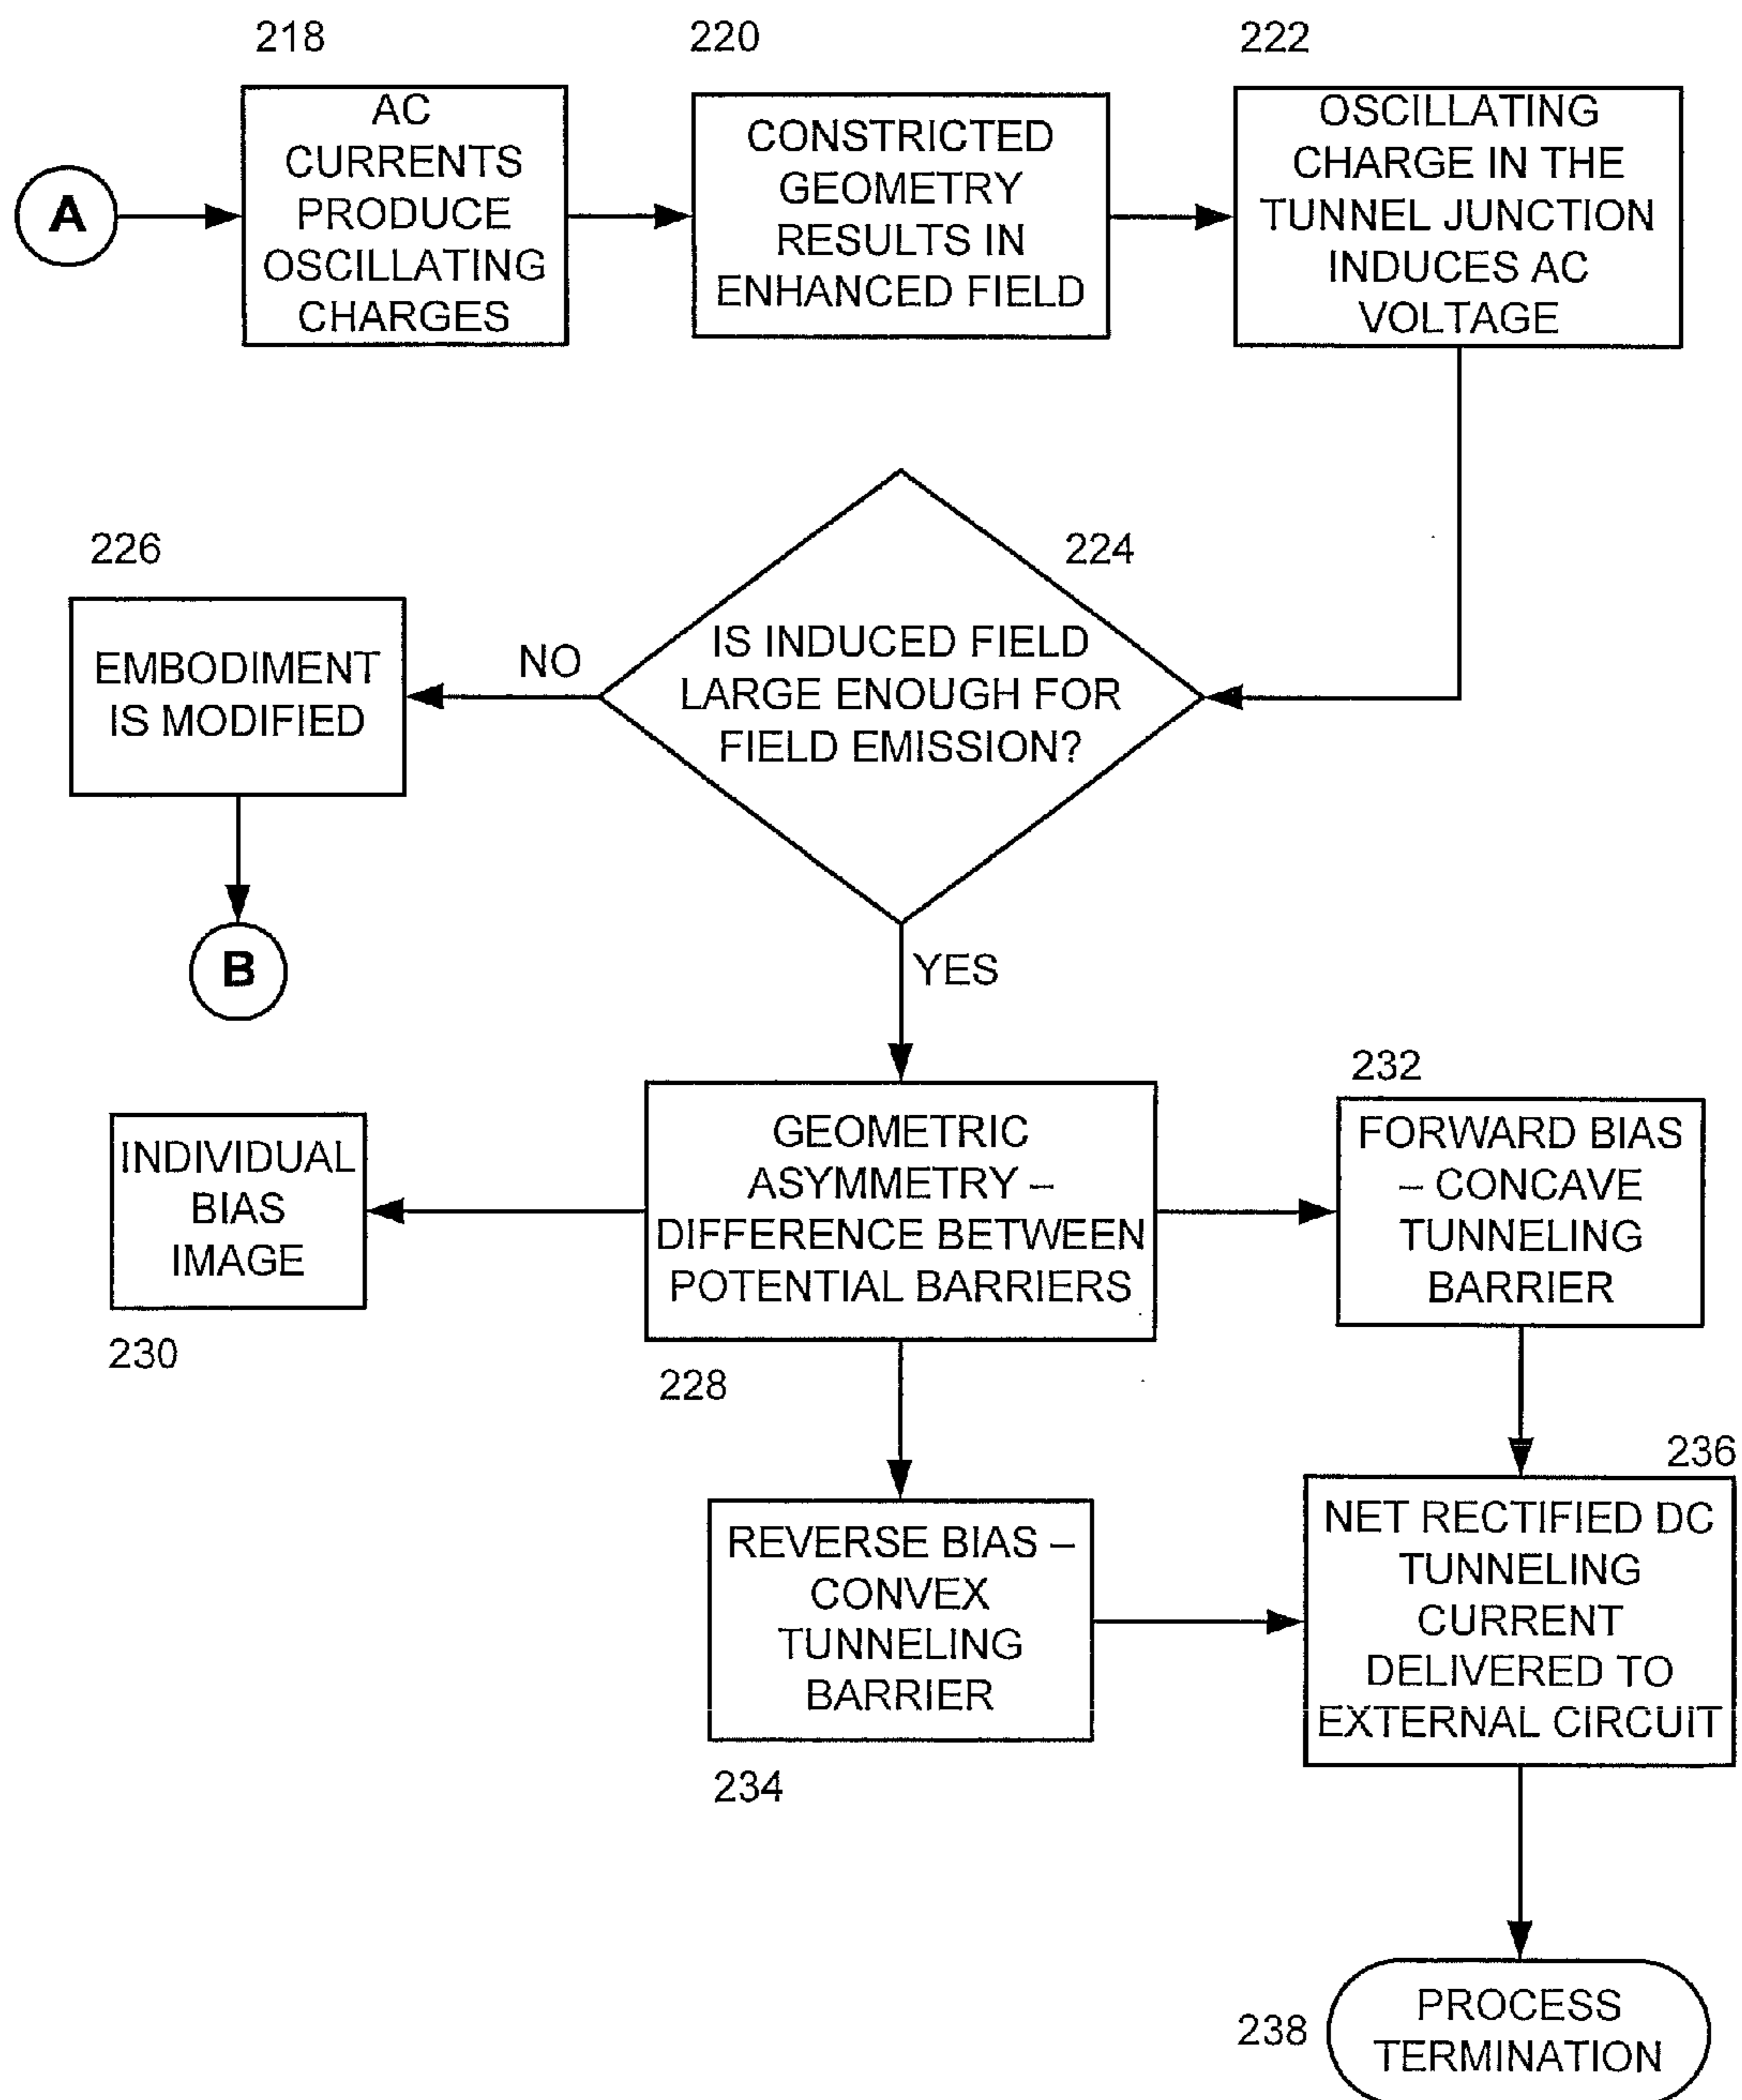 218
AC
CURRENTS
PRODUCE
OSCILLATING
CHARGES
220
CONSTRICTED
GEOMETRY
RESULTS IN
ENHANCED FIELD
222
OSCILLATING
CHARGE IN THE
TUNNEL JUNCTION
INDUCES AC
VOLTAGE
A
224
IS INDUCED FIELD
LARGE ENOUGH FOR
FIELD EMISSION?
NO
226
EMBODIMENT
IS MODIFIED
B
YES
GEOMETRIC
ASYMMETRY –
DIFFERENCE BETWEEN
POTENTIAL BARRIERS
228
INDIVIDUAL
BIAS
IMAGE
230
232
FORWARD BIAS
– CONCAVE
TUNNELING
BARRIER
REVERSE BIAS –
CONVEX
TUNNELING
BARRIER
234
236
NET RECTIFIED DC
TUNNELING
CURRENT
DELIVERED TO
EXTERNAL CIRCUIT
238
PROCESS
TERMINATION